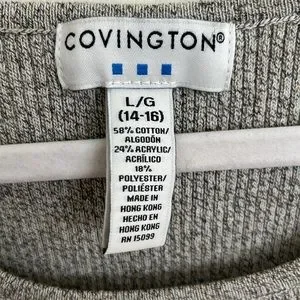 COVINGTON®
L/G
(14-16)
58% COTTON/
ALGODÓN
24% ACRYLIC/
ACRÍLICO
18%
POLYESTER/
POLIÉSTER
MADE IN
HONG KONG
HECHO EN
HONG KONG
RN 15099